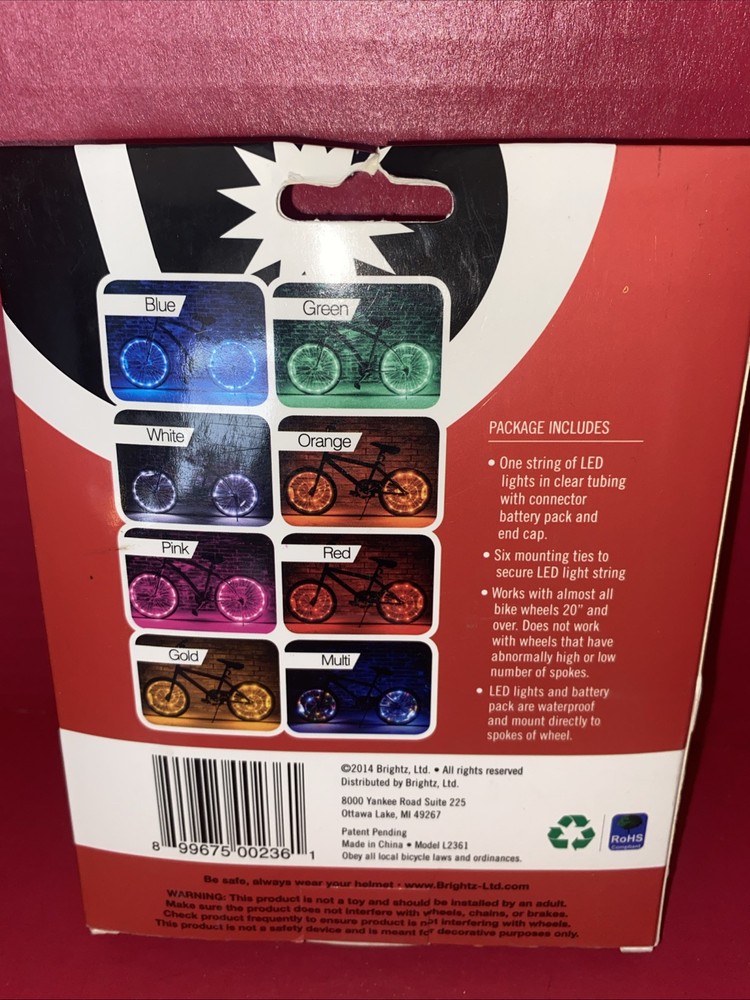 Blue
Green
White
Orange
Pink
Red
Gold
Multi
PACKAGE INCLUDES
• One string of LED
lights in clear tubing
with connector
battery pack and
end cap.
• Six mounting ties to
secure LED light string
• Works with almost all
bike wheels 20" and
over. Does not work
with wheels that have
abnormally high or low
number of spokes.
• LED lights and battery
pack are waterproof
and mount directly to
spokes of wheel.
8 99675 00236 1
©2014 Brightz, Ltd. • All rights reserved
Distributed by Brightz, Ltd.
8000 Yankee Road Suite 225
Ottawa Lake, MI 49267
Patent Pending
Made in China • Model L2361
Obey all local bicycle laws and ordinances.
RoHS
Compliant
Be safe, always wear your helmet • www.Brightz-Ltd.com
WARNING: This product is not a toy and should be installed by an adult.
Make sure the product does not interfere with wheels, chains, or brakes.
Check product frequently to ensure product is not interfering with wheels.
This product is not a safety device and is meant for decorative purposes only.